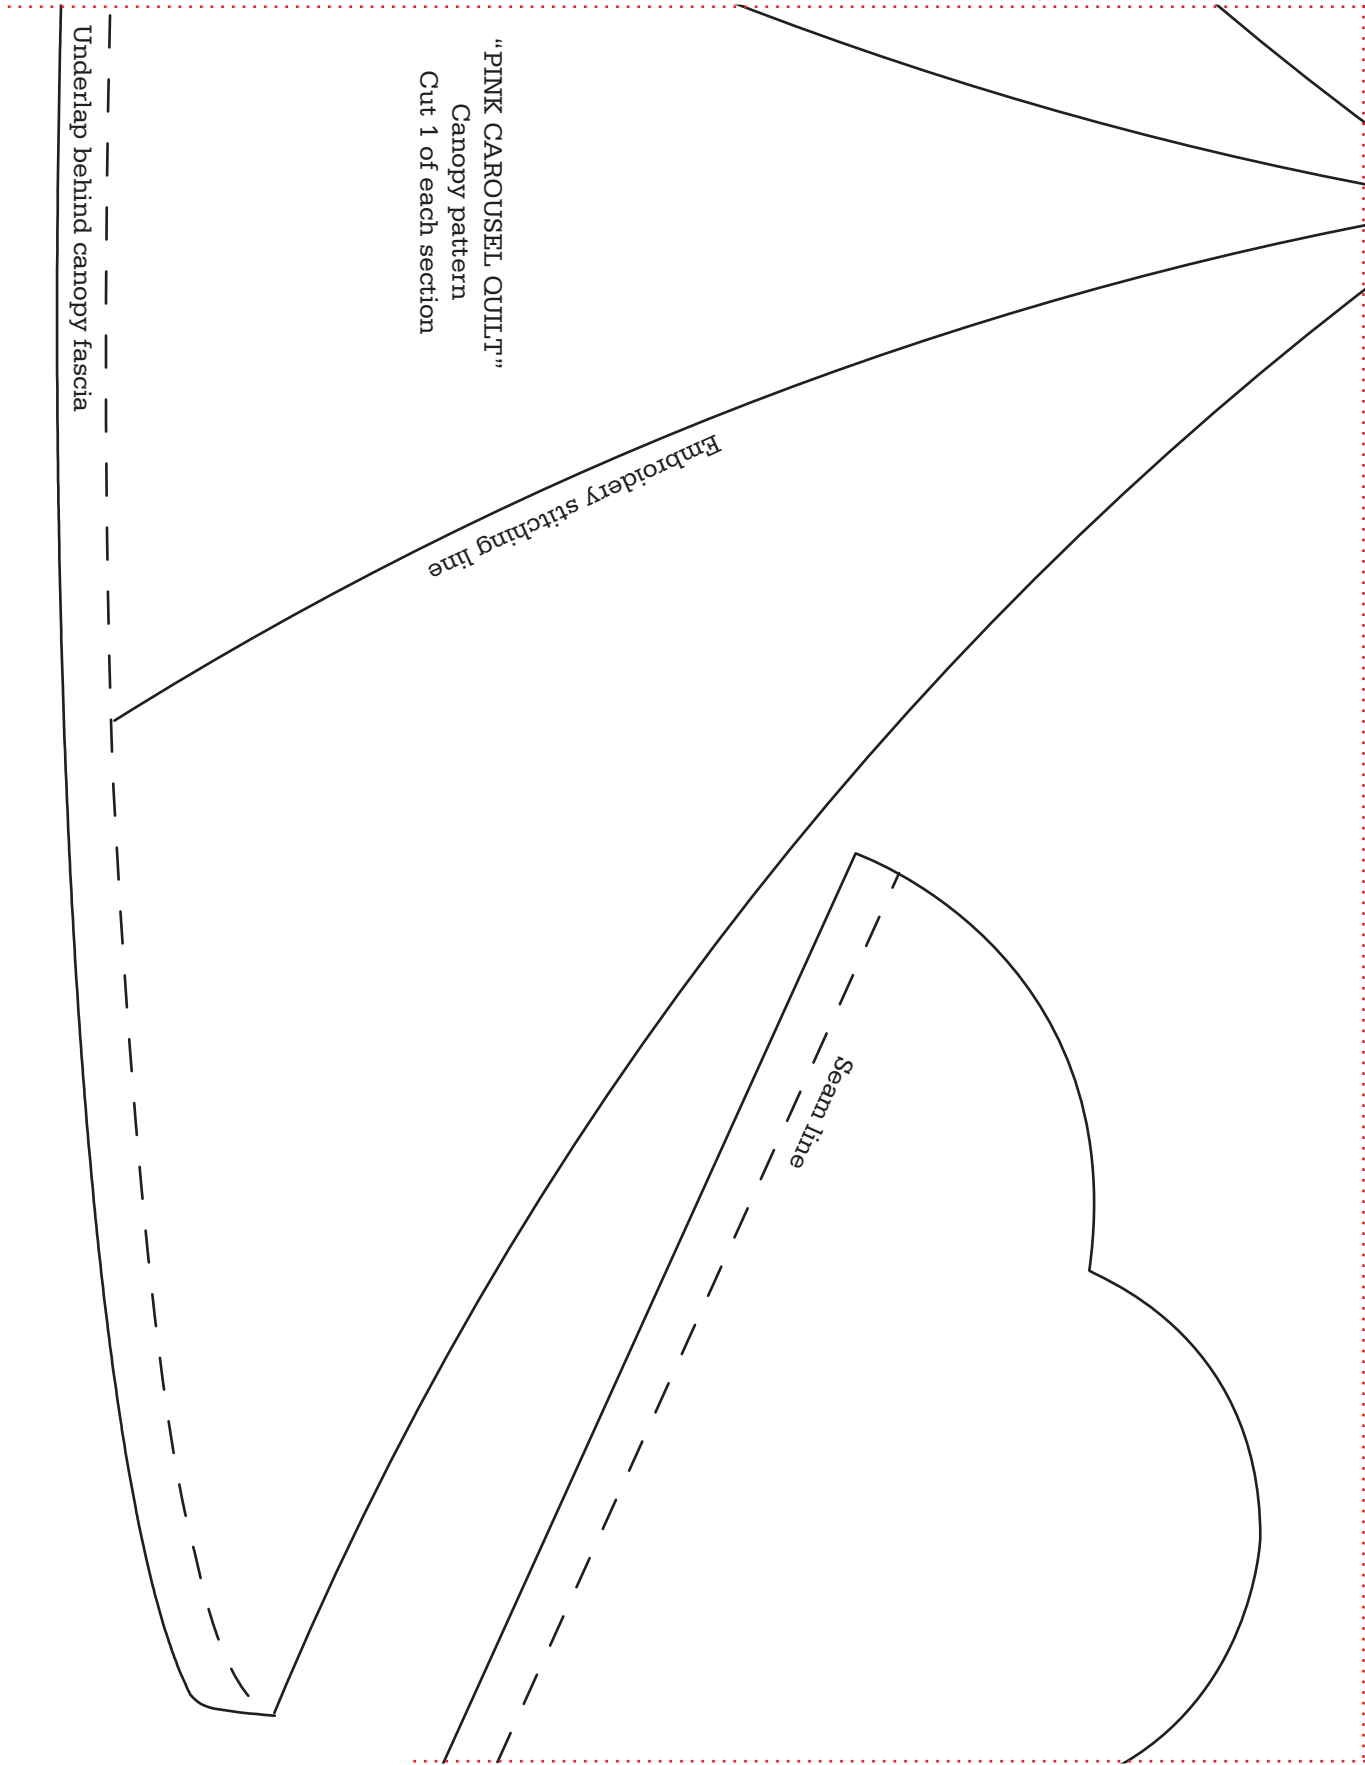 “PINK CAROUSEL QUILT”
Canopy pattern
Cut 1 of each section
Underlap behind canopy fascia
Embroidery stitching line
Seam line